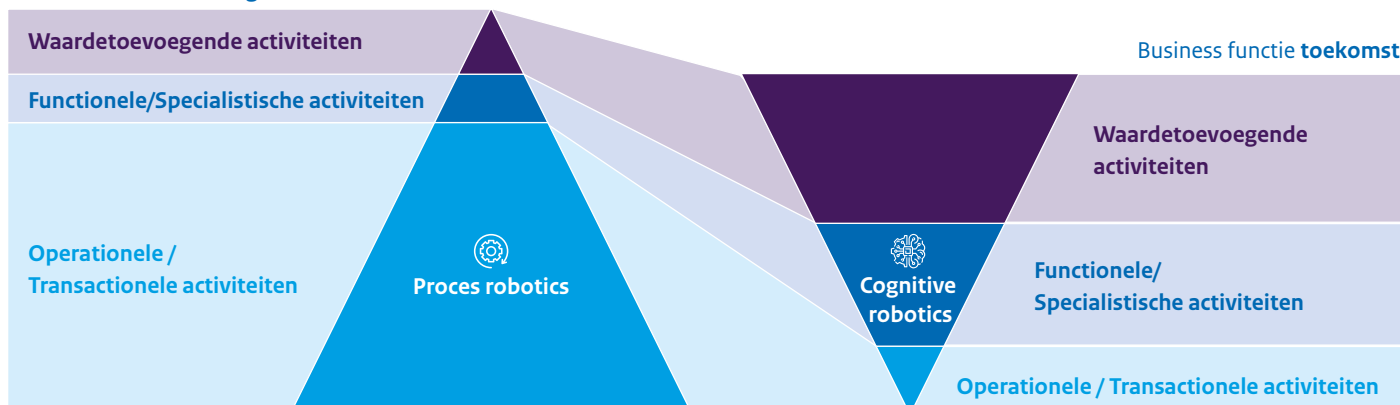 Waardetoevoegende activiteiten
Functionele/Specialistische activiteiten
Operationele /
Transactionele activiteiten
Proces robotics
Business functie toekomst
Waardetoevoegende
activiteiten
Cognitive
robotics
Functionele/
Specialistische activiteiten
Operationele / Transactionele activiteiten